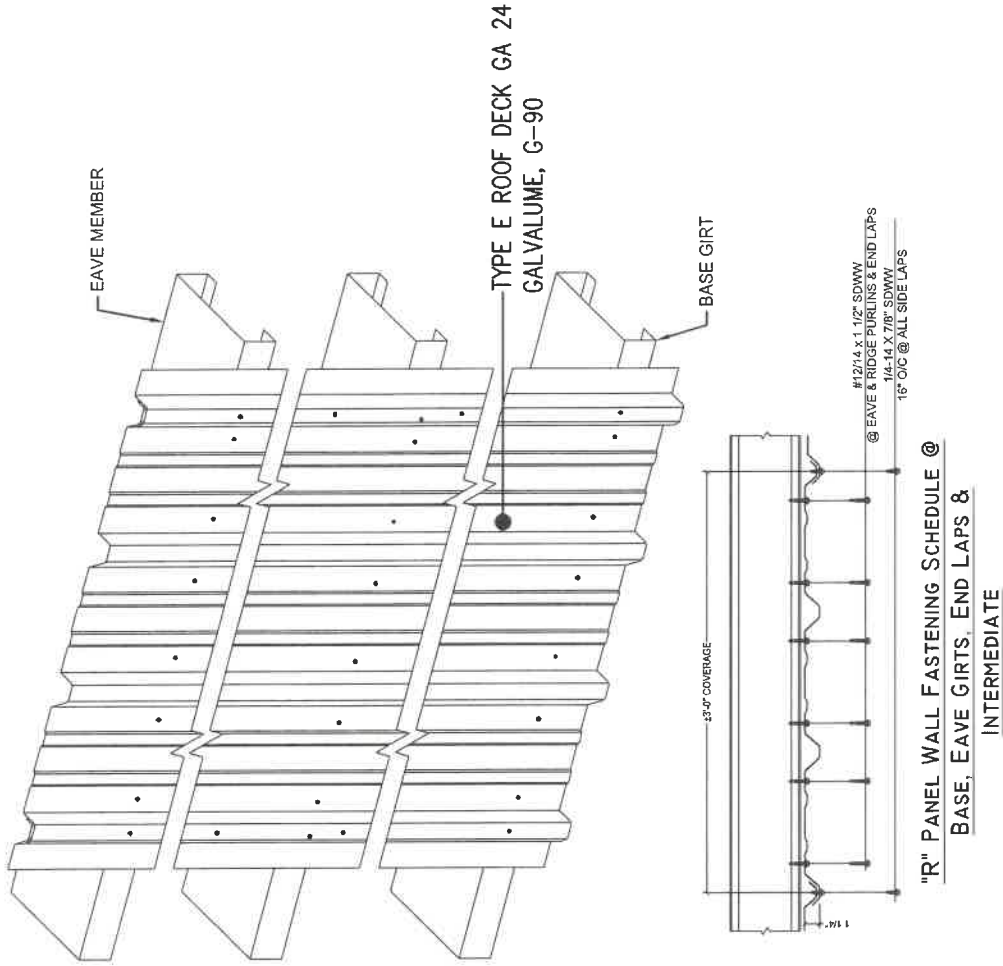 EAVE MEMBER
TYPE E ROOF DECK GA 24
GALVALUME, G-90
BASE GIRT
±3'-0" COVERAGE
#12/14 x 1 1/2" SDWW
@ EAVE & RIDGE PURLINS & END LAPS
1/4-14 X 7/8" SDWW
16" O/C @ ALL SIDE LAPS
1 1/4"
"R" PANEL WALL FASTENING SCHEDULE @
BASE, EAVE GIRTS, END LAPS &
INTERMEDIATE